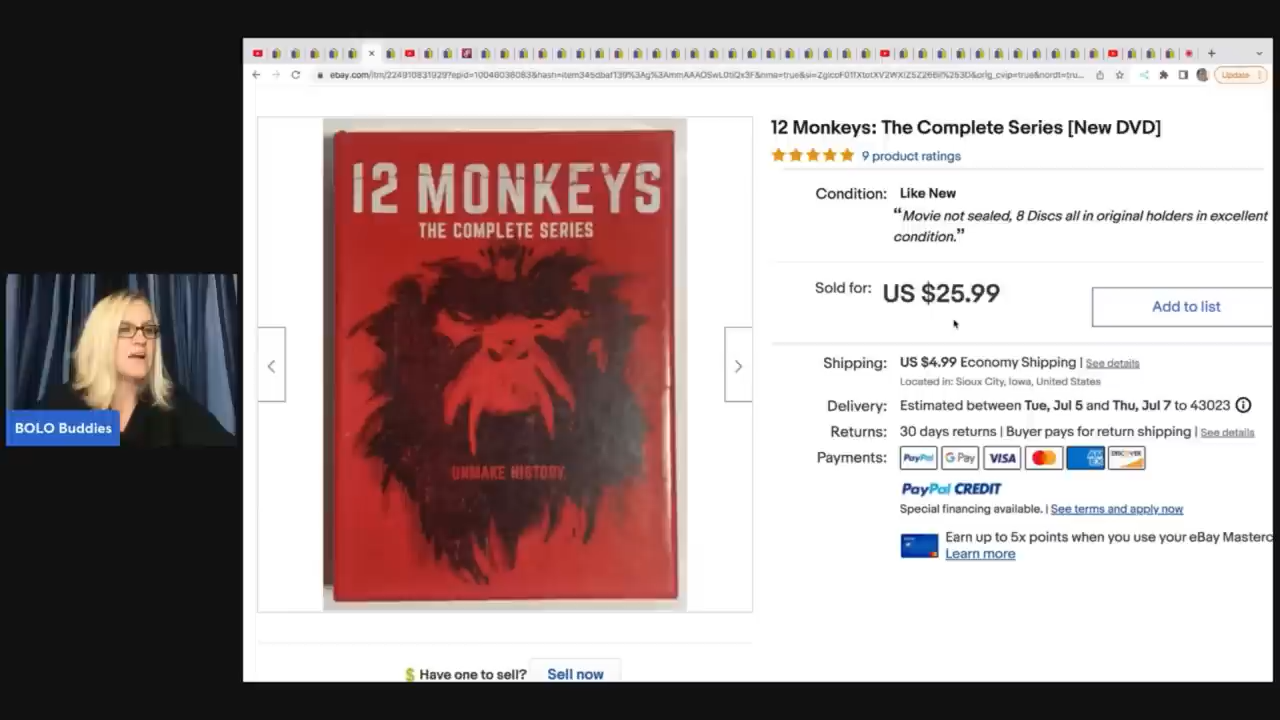 Update
12 MONKEYS
THE COMPLETE SERIES
UNMAKE HISTORY.
12 Monkeys: The Complete Series [New DVD]
9 product ratings
Condition: Like New
“Movie not sealed, 8 Discs all in original holders in excellent
condition.”
Sold for: US $25.99
Add to list
Shipping: US $4.99 Economy Shipping | See details
Located in: Sioux City, Iowa, United States
Delivery: Estimated between Tue, Jul 5 and Thu, Jul 7 to 43023
Returns: 30 days returns | Buyer pays for return shipping | See details
Payments: PayPal G Pay VISA DISCOVER
PayPal CREDIT
Special financing available. | See terms and apply now
Earn up to 5x points when you use your eBay Masterc
Learn more
$ Have one to sell? Sell now
BOLO Buddies